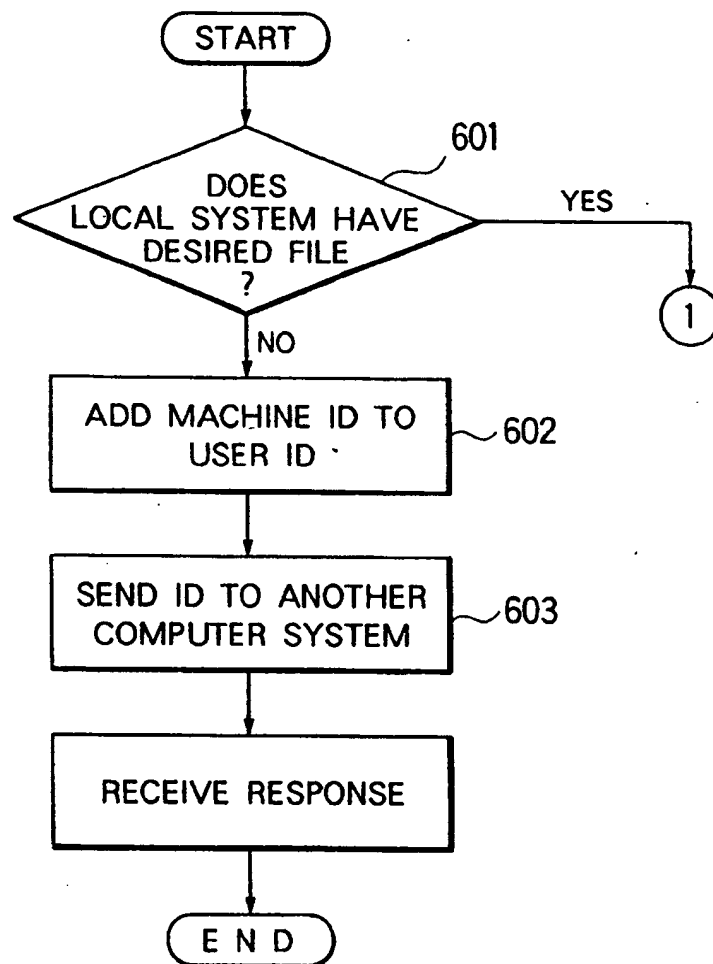 START
601
DOES
LOCAL SYSTEM HAVE
DESIRED FILE
?
YES
1
NO
ADD MACHINE ID TO
USER ID
602
SEND ID TO ANOTHER
COMPUTER SYSTEM
603
RECEIVE RESPONSE
END